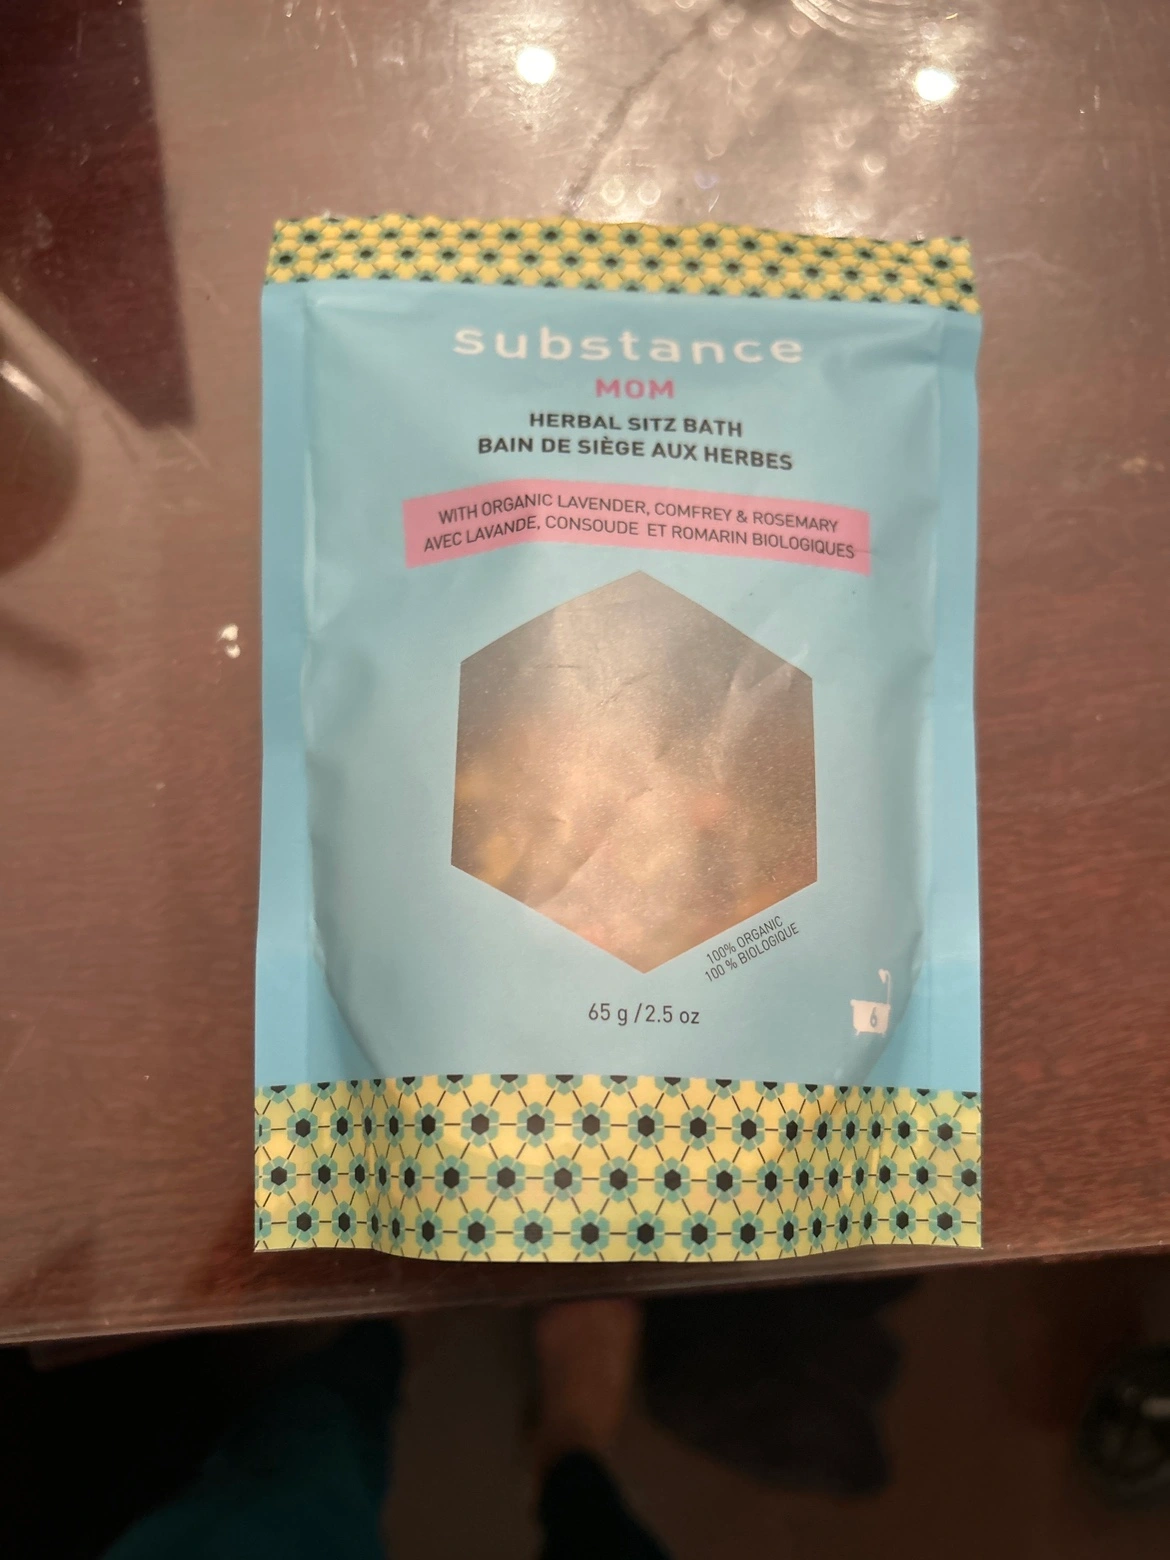 substance
MOM
HERBAL SITZ BATH
BAIN DE SIÈGE AUX HERBES
WITH ORGANIC LAVENDER, COMFREY & ROSEMARY
AVEC LAVANDE, CONSOUDE ET ROMARIN BIOLOGIQUES
100% ORGANIC
100 % BIOLOGIQUE
65 g / 2.5 oz
6